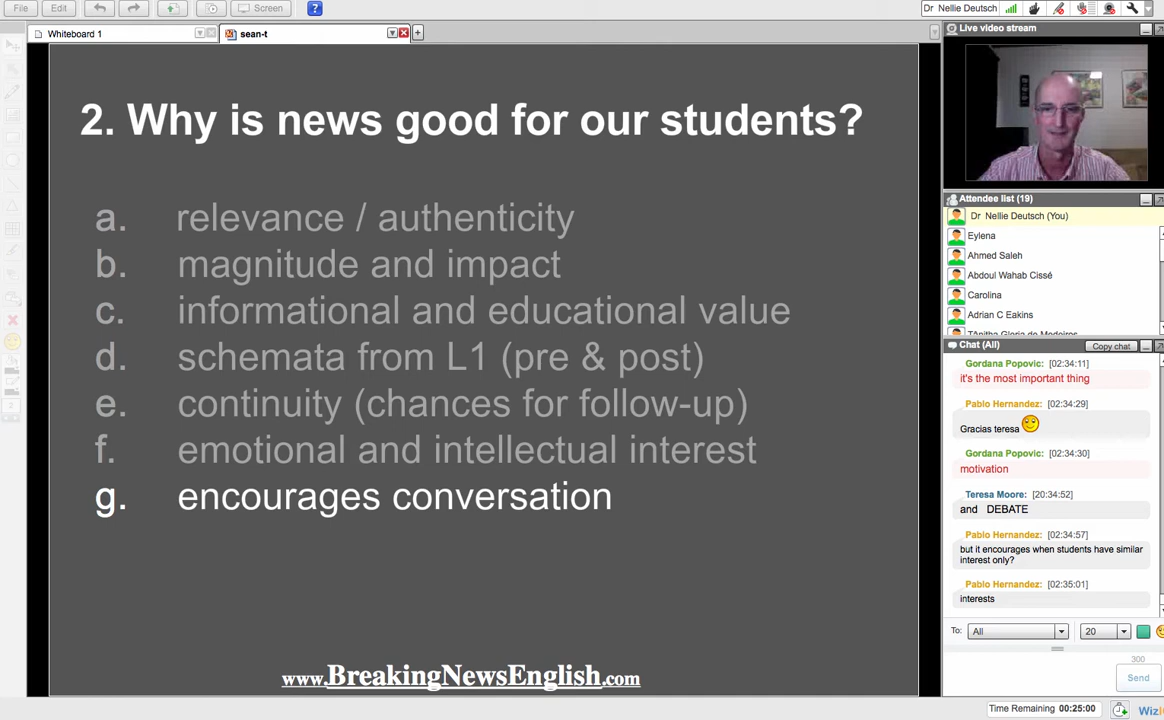 File Edit Screen ? Dr Nellie Deutsch
Whiteboard 1 sean-t
Live video stream
2. Why is news good for our students?
a. relevance / authenticity
b. magnitude and impact
c. informational and educational value
d. schemata from L1 (pre & post)
e. continuity (chances for follow-up)
f. emotional and intellectual interest
g. encourages conversation
www.BreakingNewsEnglish.com
Attendee list (19)
Dr Nellie Deutsch (You)
Eylena
Ahmed Saleh
Abdoul Wahab Cissé
Carolina
Adrian C Eakins
TAnitha Gloria de Medeiros
Chat (All) Copy chat
Gordana Popovic: [02:34:11]
it's the most important thing
Pablo Hernandez: [02:34:29]
Gracias teresa
Gordana Popovic: [02:34:30]
motivation
Teresa Moore: [20:34:52]
and DEBATE
Pablo Hernandez: [02:34:57]
but it encourages when students have similar
interest only?
Pablo Hernandez: [02:35:01]
interests
To: All 20
300
Send
Time Remaining 00:25:00 WizI